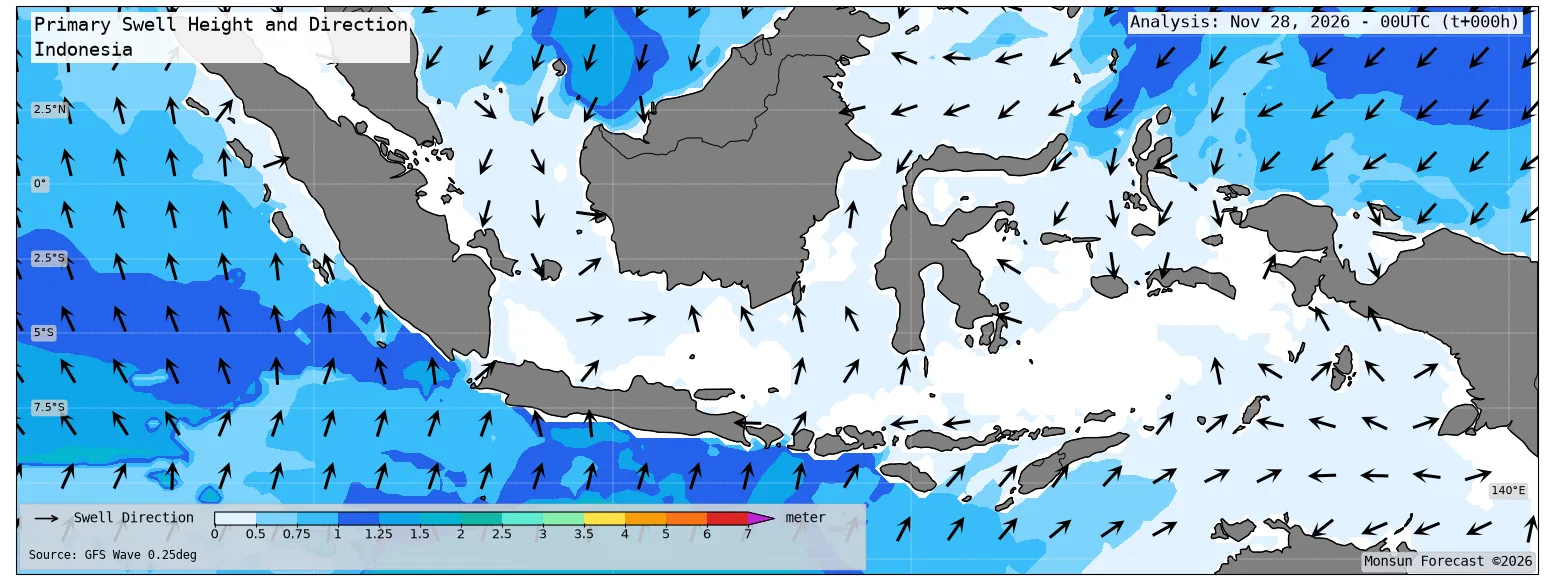 Primary Swell Height and Direction
Indonesia
Analysis: Nov 28, 2026 - 00UTC (t+000h)
2.5°N
0°
2.5°S
5°S
7.5°S
140°E
Swell Direction
0 0.5 0.75 1 1.25 1.5 2 2.5 3 3.5 4 5 6 7
meter
Source: GFS Wave 0.25deg
Monsun Forecast ©2026